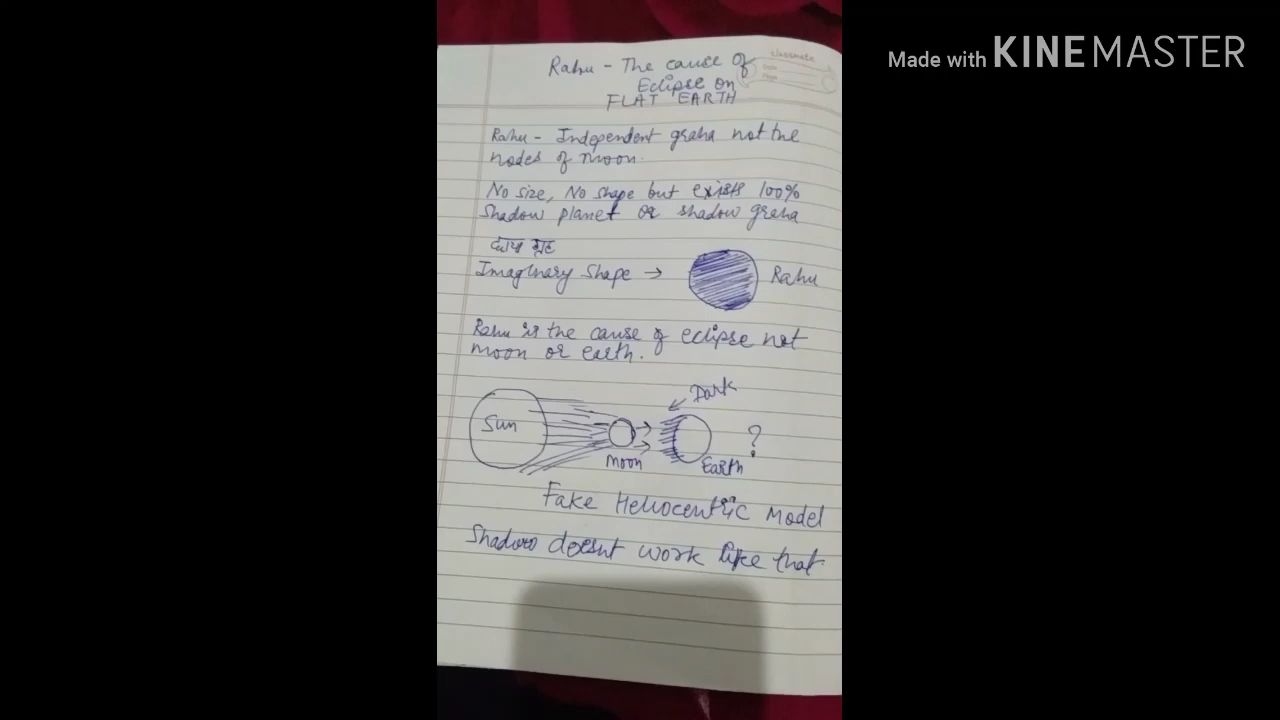 Made with KINEMASTER
classmate
Rahu - The cause of
Eclipse on
FLAT EARTH
Rahu - Independent graha not the
nodes of moon.
No size, No shape but exists 100%
Shadow planet or shadow graha
छाया ग्रह
Imaginary Shape → Rahu
Rahu is the cause of eclipse not
moon or earth.
Dark
Sun
?
Moon
Earth
Fake Heliocentric Model
Shadow doesnt work like that